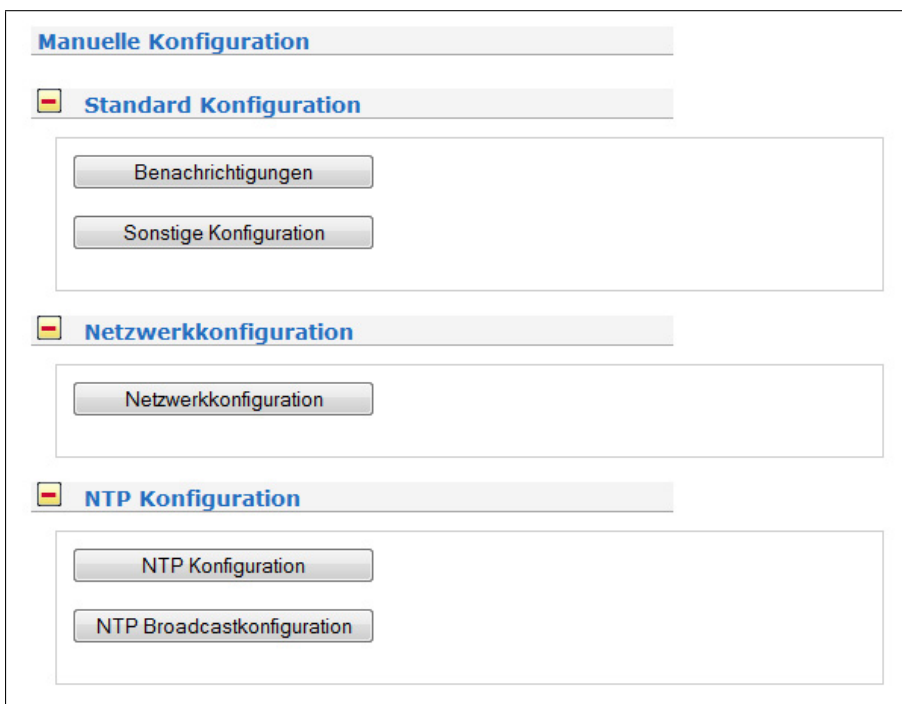 Manuelle Konfiguration
Standard Konfiguration
Benachrichtigungen
Sonstige Konfiguration
Netzwerkkonfiguration
Netzwerkkonfiguration
NTP Konfiguration
NTP Konfiguration
NTP Broadcastkonfiguration